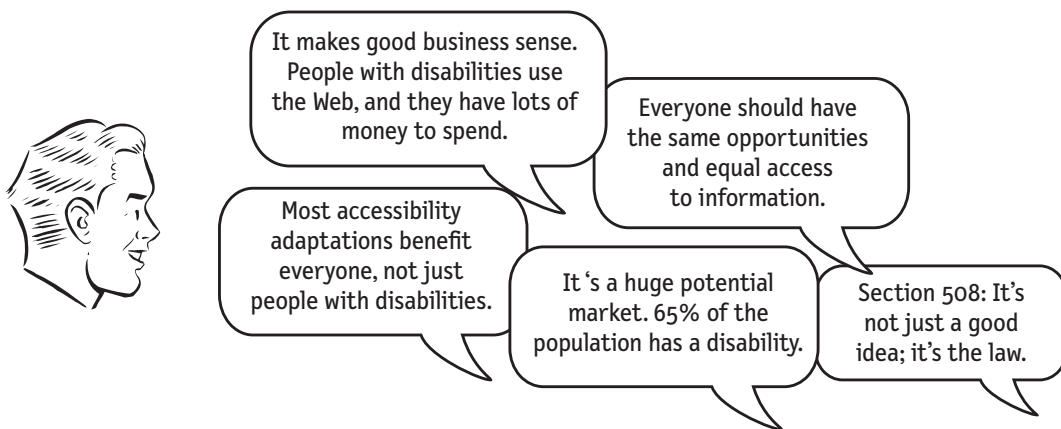 It makes good business sense.
People with disabilities use
the Web, and they have lots of
money to spend.
Everyone should have
the same opportunities
and equal access
to information.
Most accessibility
adaptations benefit
everyone, not just
people with disabilities.
It ‘s a huge potential
market. 65% of the
population has a disability.
Section 508: It’s
not just a good
idea; it’s the law.